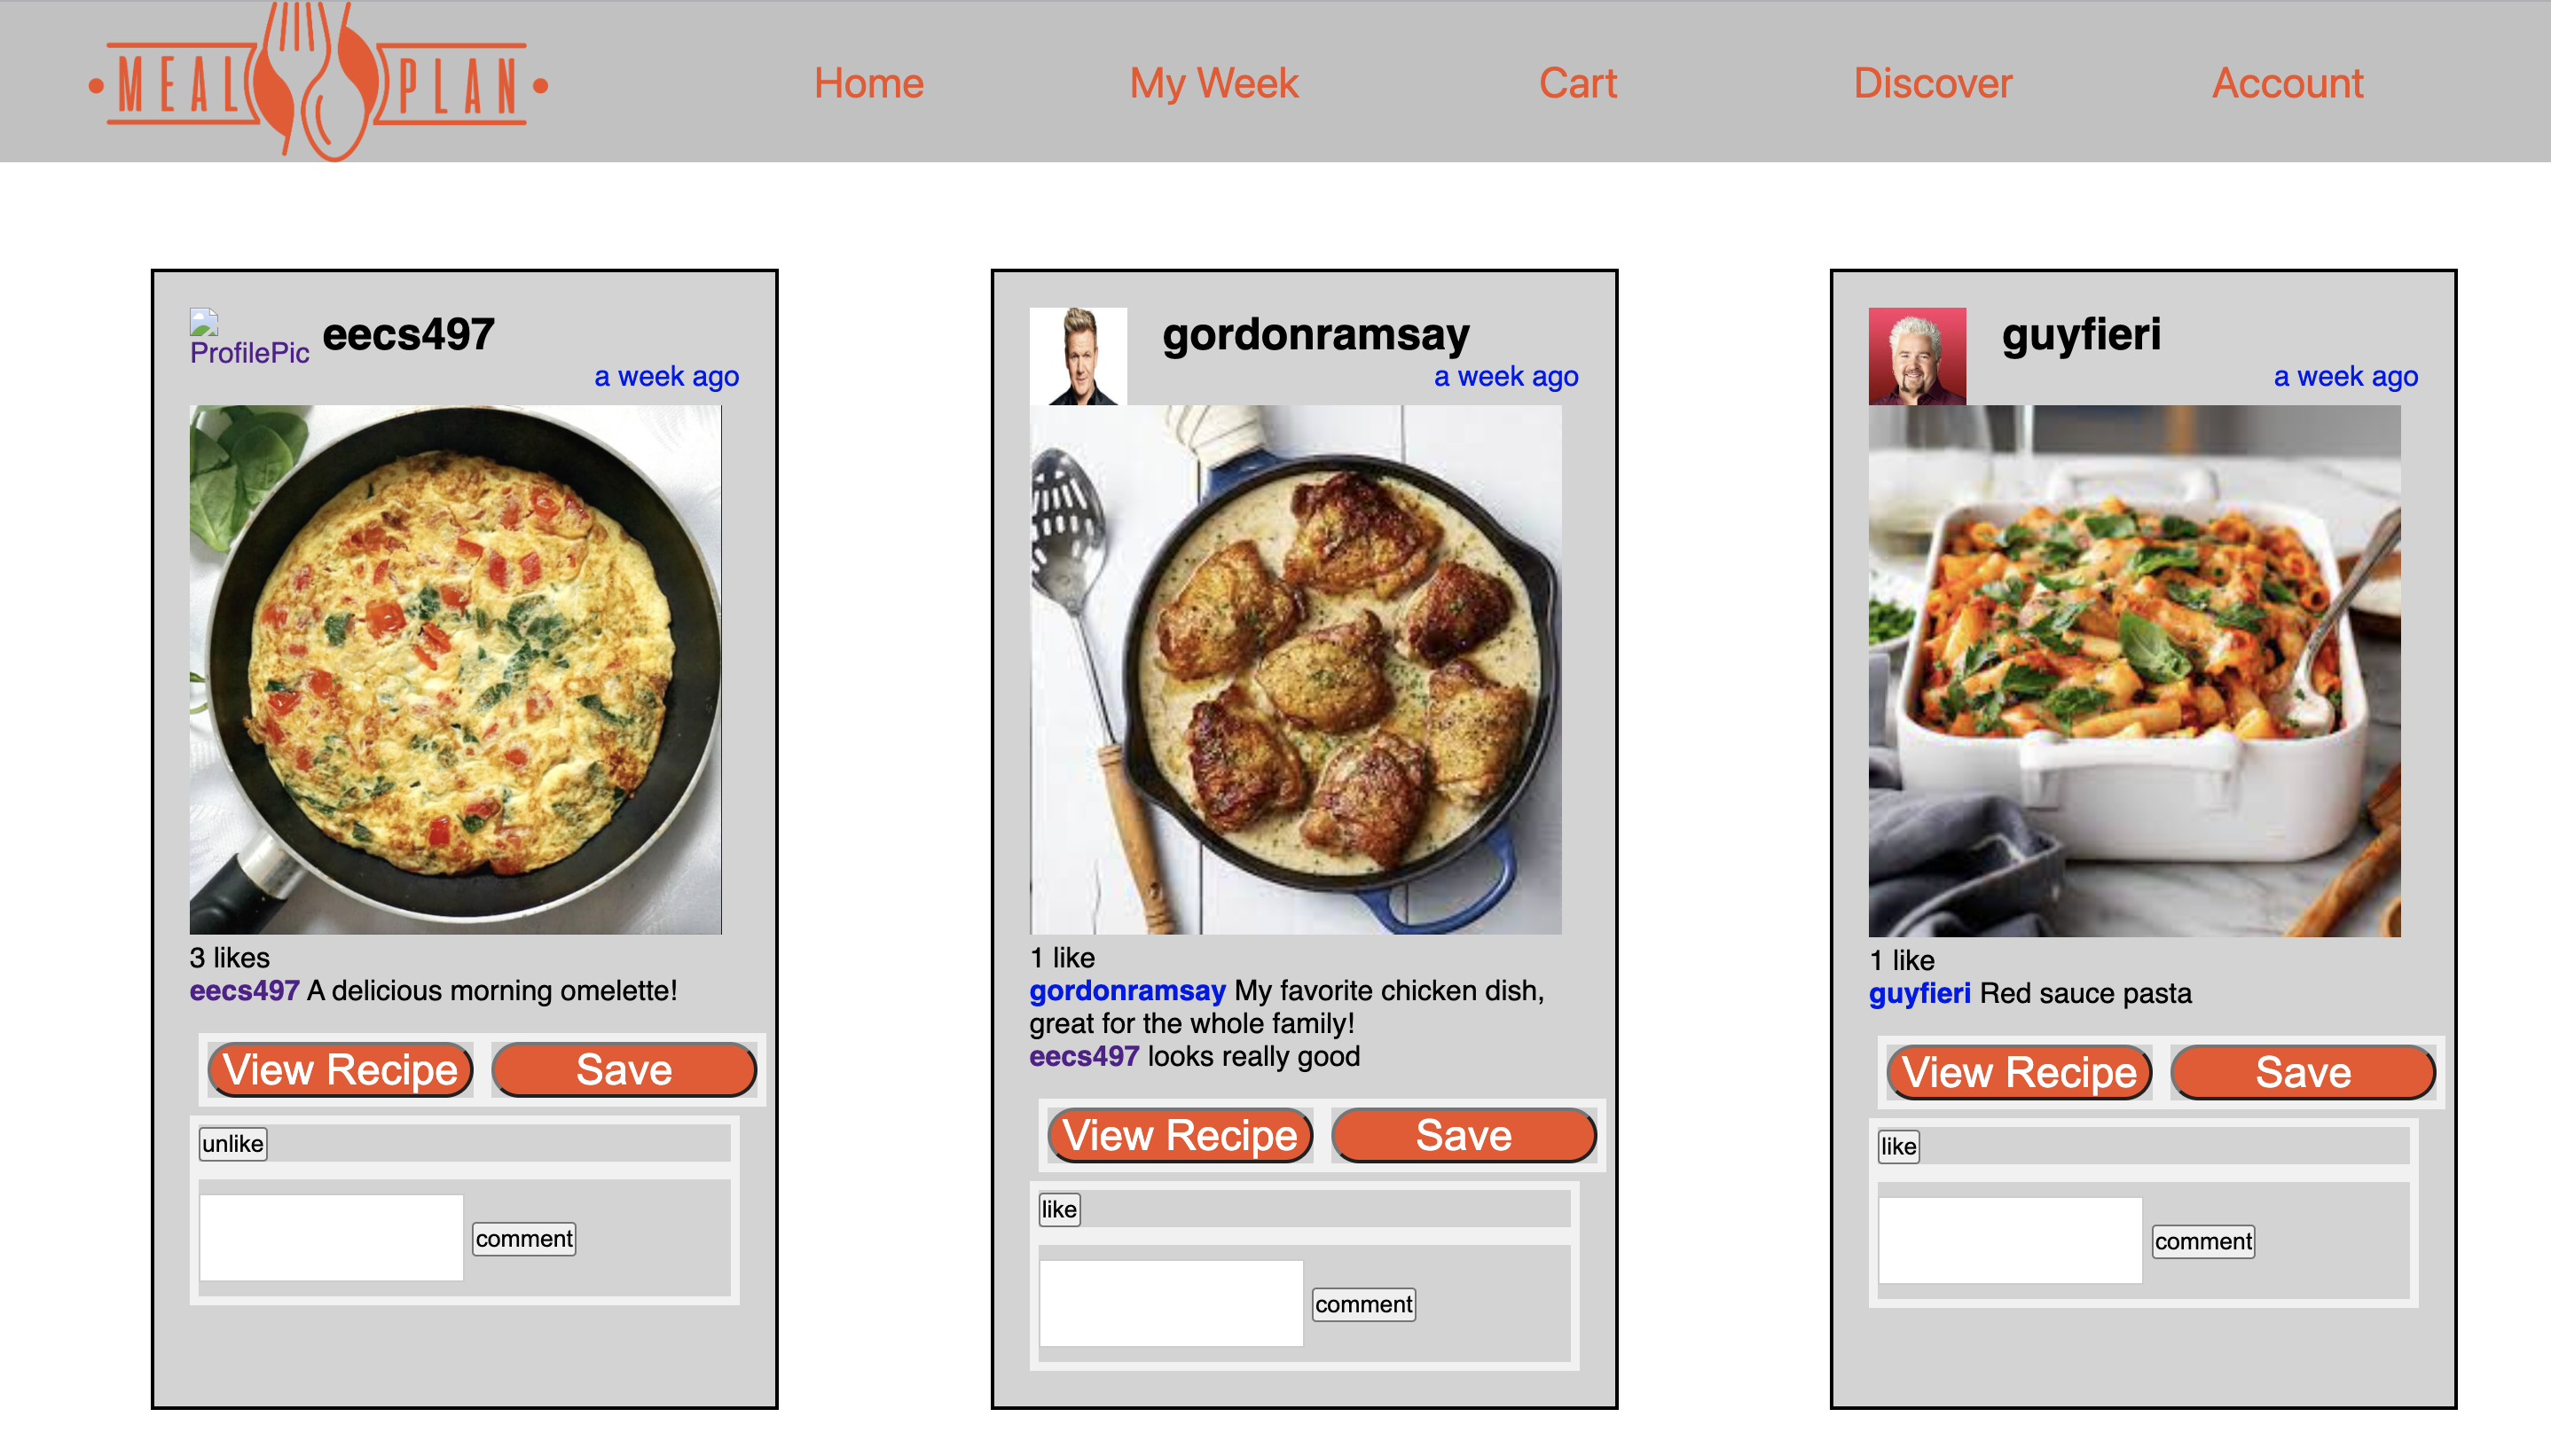 MEAL PLAN
Home
My Week
Cart
Discover
Account
ProfilePic
eecs497
a week ago
3 likes
eecs497 A delicious morning omelette!
View Recipe
Save
unlike
comment
gordonramsay
a week ago
1 like
gordonramsay My favorite chicken dish,
great for the whole family!
eecs497 looks really good
View Recipe
Save
like
comment
guyfieri
a week ago
1 like
guyfieri Red sauce pasta
View Recipe
Save
like
comment